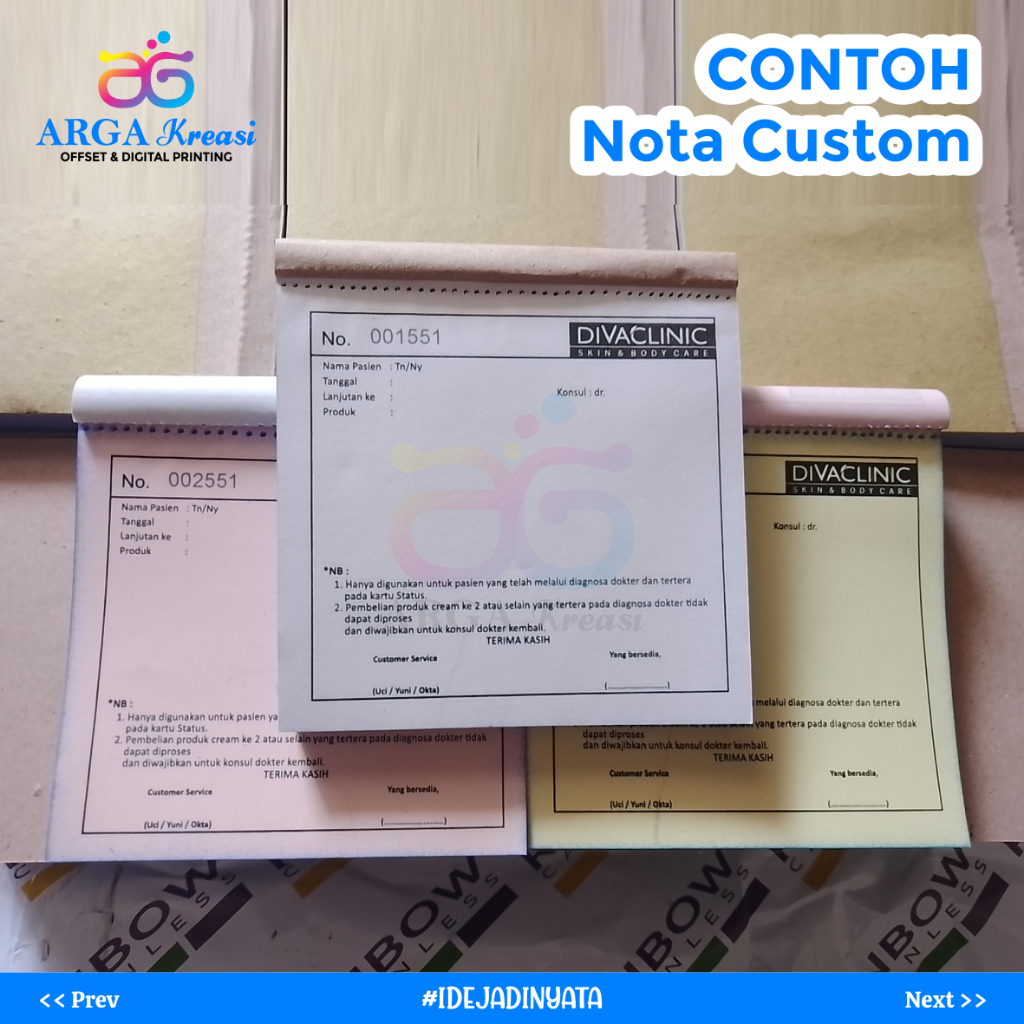 ARGA Kreasi
OFFSET & DIGITAL PRINTING
CONTOH
Nota Custom
No. 001551
DIVACLINIC
SKIN & BODY CARE
Nama Pasien : Tn/Ny
Tanggal :
Lanjutan ke :
Produk :
Konsul : dr.
*NB :
1. Hanya digunakan untuk pasien yang telah melalui diagnosa dokter dan tertera
pada kartu Status.
2. Pembelian produk cream ke 2 atau selain yang tertera pada diagnosa dokter tidak
dapat diproses
dan diwajibkan untuk konsul dokter kembali.
TERIMA KASIH
Customer Service
Yang bersedia,
(Uci / Yuni / Okta)
(........................)
ARGA Kreasi
No. 002551
Nama Pasien : Tn/Ny
Tanggal :
Lanjutan ke :
Produk :
*NB :
1. Hanya digunakan untuk pasien
pada kartu Status.
2. Pembelian produk cream ke 2 atau selain yang tertera pada diagnosa dokter tidak
dapat diproses
dan diwajibkan untuk konsul dokter kembali.
TERIMA KASIH
Customer Service
Yang bersedia,
(Uci / Yuni / Okta)
(........................)
DIVACLINIC
SKIN & BODY CARE
Konsul : dr.
melalui diagnosa dokter dan tertera
yang tertera pada diagnosa dokter tidak
dapat diproses
dan diwajibkan untuk konsul dokter kembali.
TERIMA KASIH
Customer Service
Yang bersedia,
(Uci / Yuni / Okta)
(........................)
<< Prev
#IDEJADINYATA
Next >>